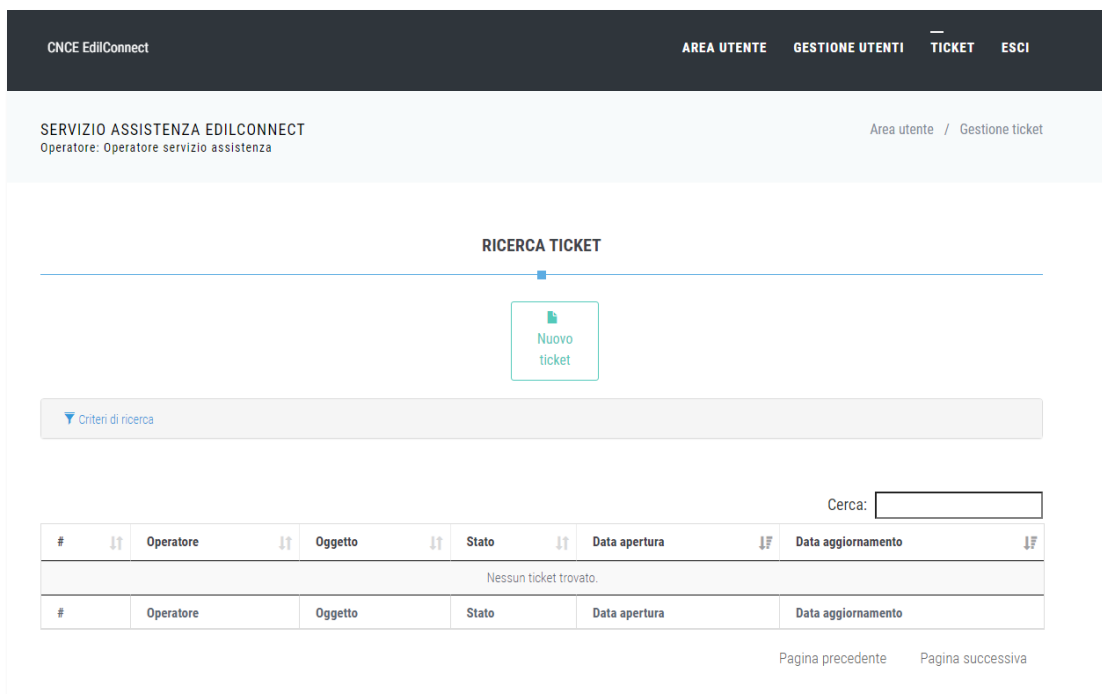 CNCE EdilConnect
AREA UTENTE GESTIONE UTENTI TICKET ESCI
SERVIZIO ASSISTENZA EDILCONNECT
Operatore: Operatore servizio assistenza
Area utente / Gestione ticket
RICERCA TICKET
Nuovo
ticket
Criteri di ricerca
Cerca:
# Operatore Oggetto Stato Data apertura Data aggiornamento
Nessun ticket trovato.
# Operatore Oggetto Stato Data apertura Data aggiornamento
Pagina precedente Pagina successiva